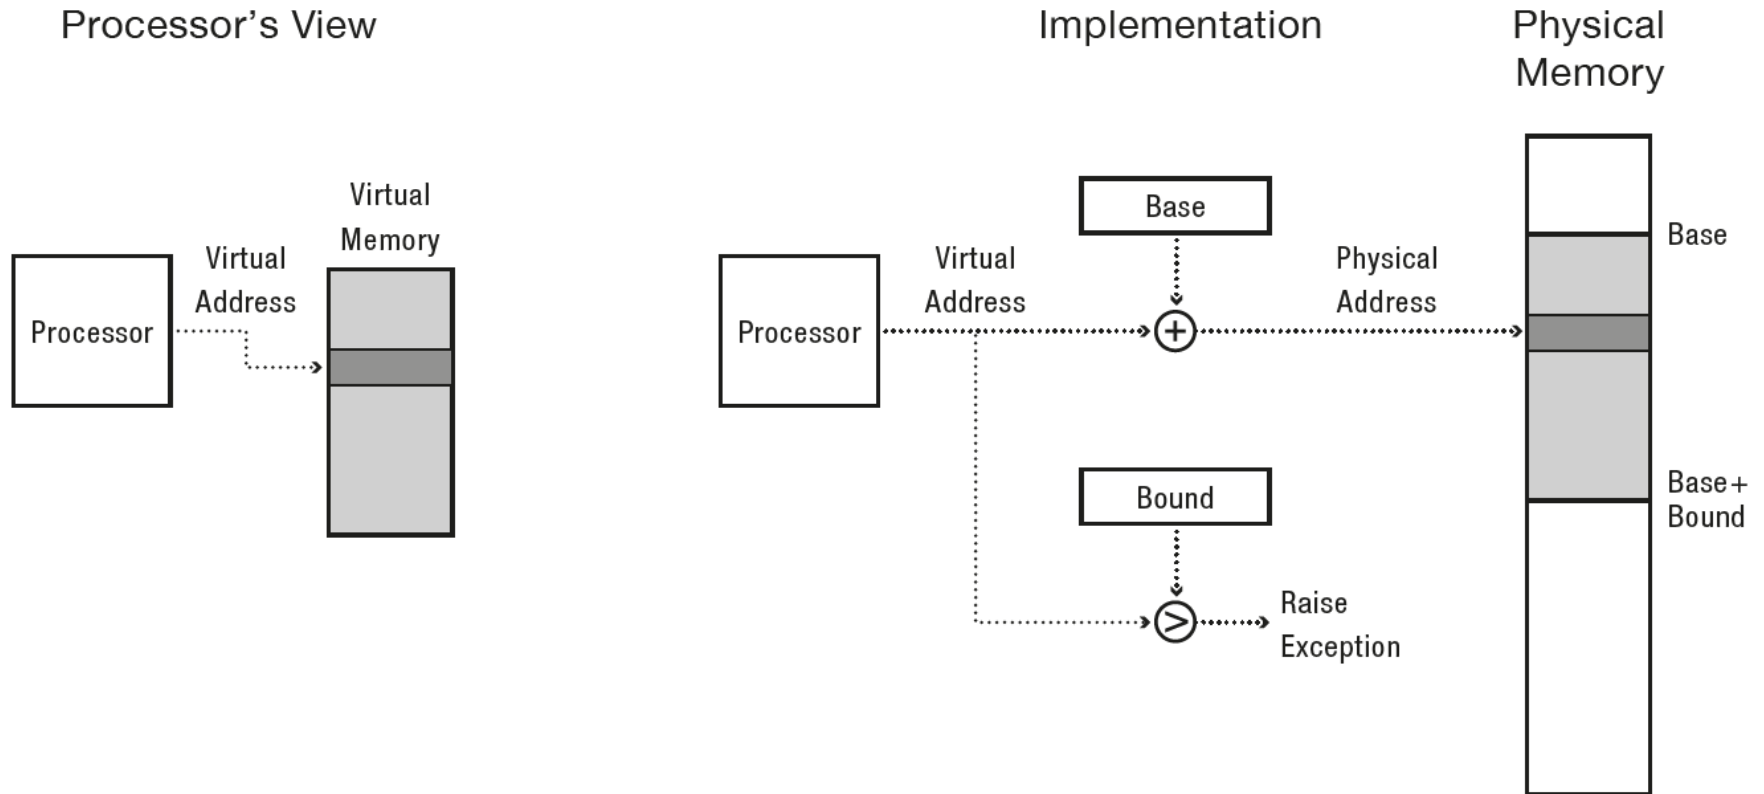 Processor’s View
Implementation
Physical
Memory
Virtual
Memory
Virtual
Address
Processor
Base
Virtual
Address
Physical
Address
Processor
+
Base
Bound
>
Raise
Exception
Base+
Bound